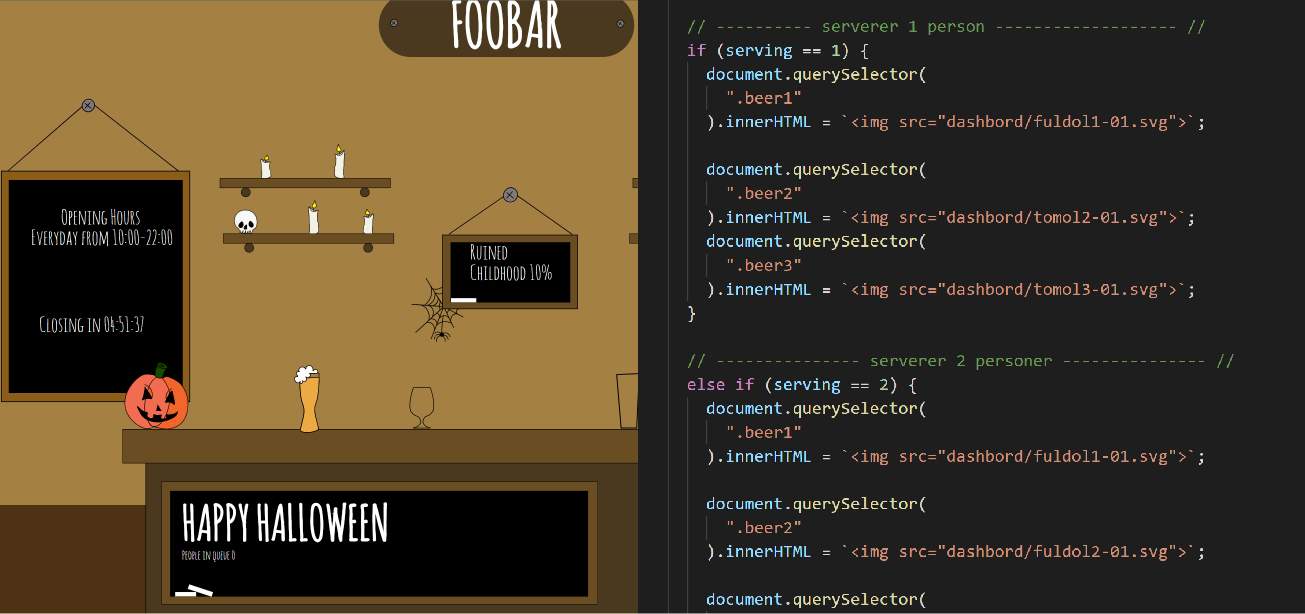 FOOBAR
Opening Hours
Everyday from 10:00-22:00
Closing in 04:51:37
Ruined
Childhood 10%
HAPPY HALLOWEEN
People in queue 0
// ---------- serverer 1 person ------------------- //
if (serving == 1) {
document.querySelector(
".beer1"
).innerHTML = `<img src="dashbord/fuldol1-01.svg">`;
document.querySelector(
".beer2"
).innerHTML = `<img src="dashbord/tomol2-01.svg">`;
document.querySelector(
".beer3"
).innerHTML = `<img src="dashbord/tomol3-01.svg">`;
}
// --------------- serverer 2 personer --------------- //
else if (serving == 2) {
document.querySelector(
".beer1"
).innerHTML = `<img src="dashbord/fuldol1-01.svg">`;
document.querySelector(
".beer2"
).innerHTML = `<img src="dashbord/fuldol2-01.svg">`;
document.querySelector(